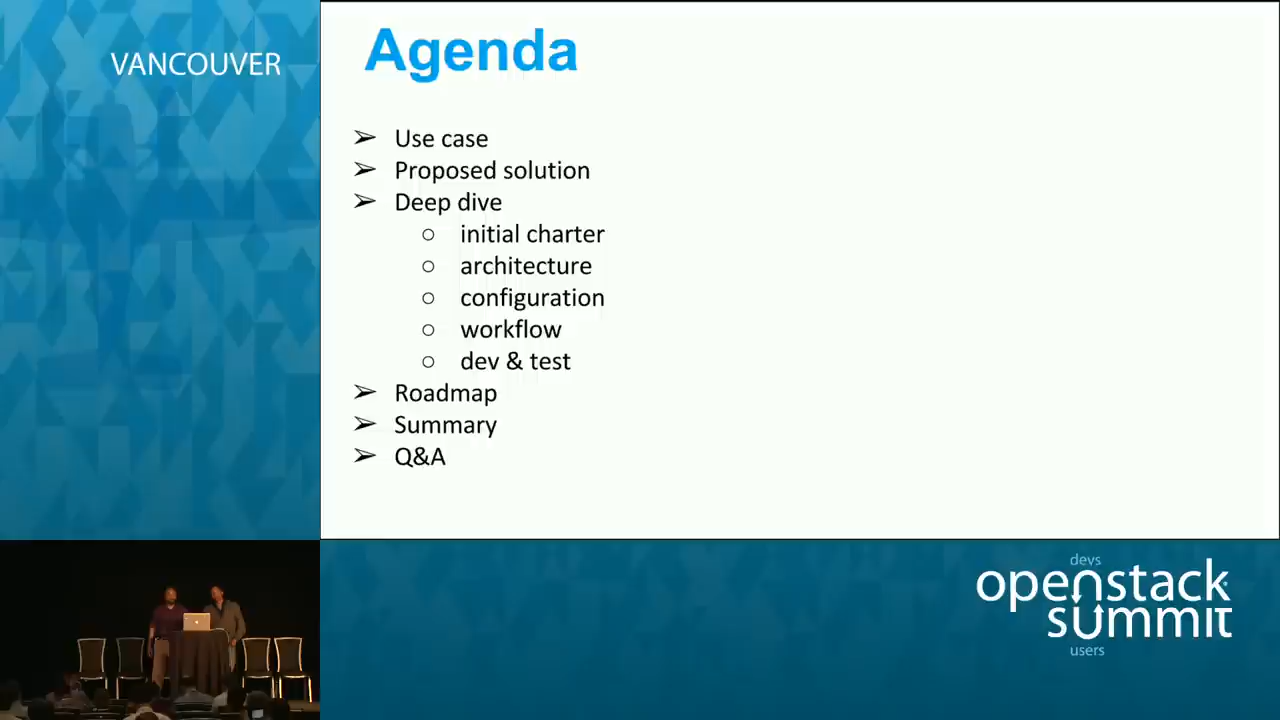 VANCOUVER
Agenda
➢ Use case
➢ Proposed solution
➢ Deep dive
○ initial charter
○ architecture
○ configuration
○ workflow
○ dev & test
➢ Roadmap
➢ Summary
➢ Q&A
devs
openstack
summit
users